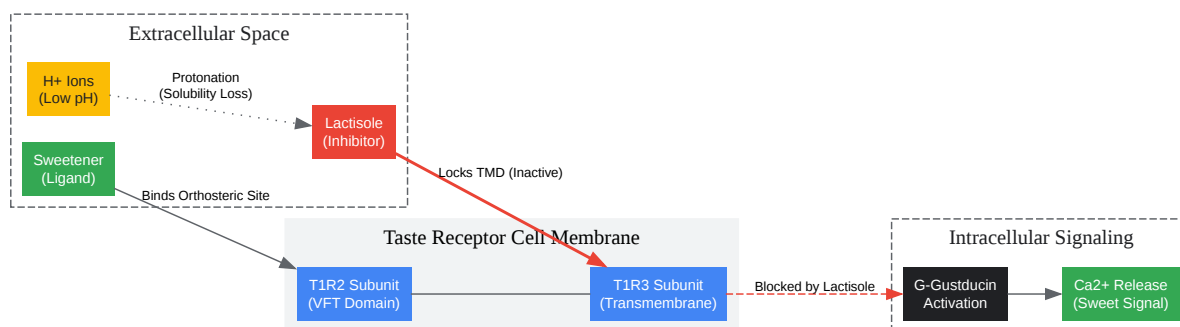 Extracellular Space
H+ Ions
(Low pH)
Protonation
(Solubility Loss)
Lactisole
(Inhibitor)
Sweetener
(Ligand)
Binds Orthosteric Site
Locks TMD (Inactive)
Taste Receptor Cell Membrane
T1R2 Subunit
(VFT Domain)
T1R3 Subunit
(Transmembrane)
Blocked by Lactisole
Intracellular Signaling
G-Gustducin
Activation
Ca2+ Release
(Sweet Signal)